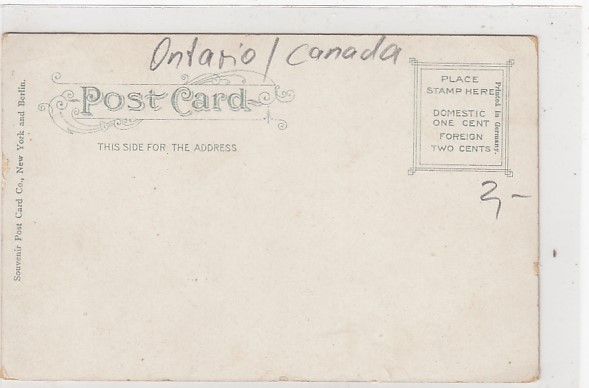 Ontario / Canada
Post Card
THIS SIDE FOR THE ADDRESS
PLACE
STAMP HERE
DOMESTIC
ONE CENT
FOREIGN
TWO CENTS
Printed in Germany.
Souvenir Post Card Co., New York and Berlin.